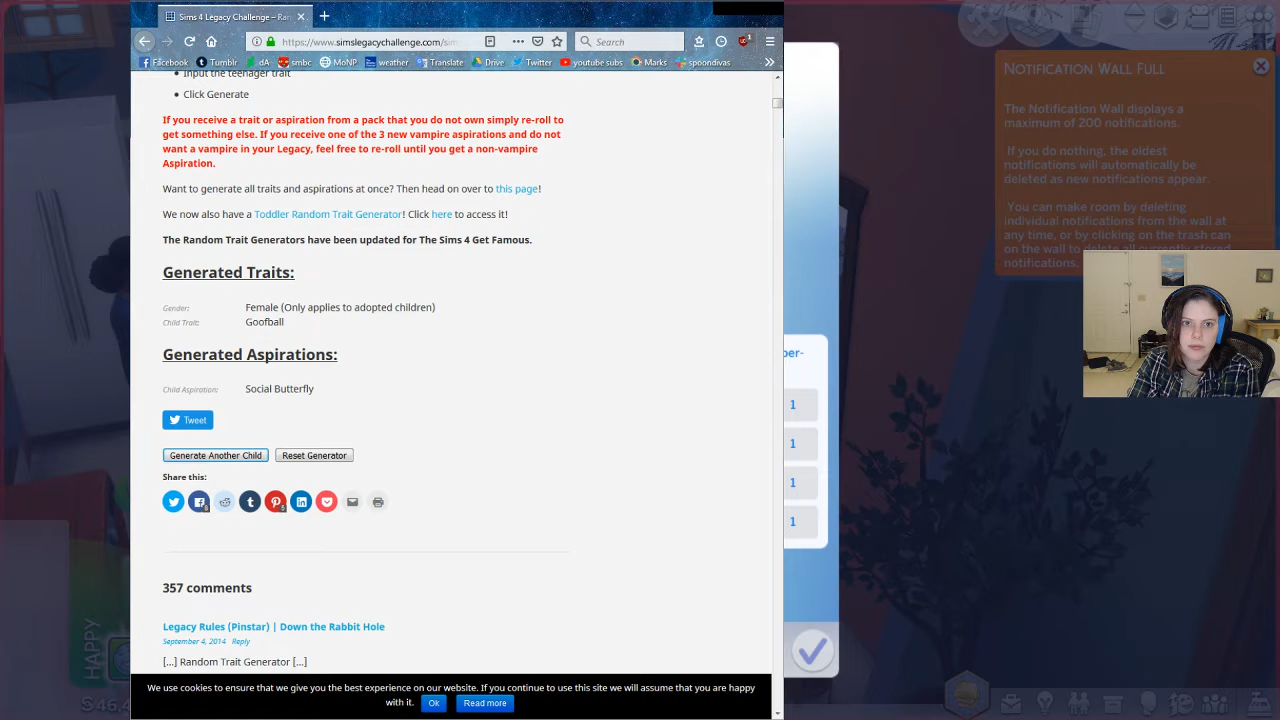 Sims 4 Legacy Challenge – Ran
https://www.simslegacychallenge.com/sim
Search
Facebook Tumblr dA- smbc MoNP weather Translate Drive Twitter youtube subs Marks spoondivas
Input the teenager trait
Click Generate
If you receive a trait or aspiration from a pack that you do not own simply re-roll to
get something else. If you receive one of the 3 new vampire aspirations and do not
want a vampire in your Legacy, feel free to re-roll until you get a non-vampire
Aspiration.
Want to generate all traits and aspirations at once? Then head on over to this page!
We now also have a Toddler Random Trait Generator! Click here to access it!
The Random Trait Generators have been updated for The Sims 4 Get Famous.
Generated Traits:
Gender: Female (Only applies to adopted children)
Child Trait: Goofball
Generated Aspirations:
Child Aspiration: Social Butterfly
Tweet
Generate Another Child Reset Generator
Share this:
357 comments
Legacy Rules (Pinstar) | Down the Rabbit Hole
September 4, 2014 Reply
[...] Random Trait Generator [...]
We use cookies to ensure that we give you the best experience on our website. If you continue to use this site we will assume that you are happy
with it. Ok Read more
Notification Wall Full
The Notification Wall displays a
maximum of 200 notifications.
If you do nothing, the oldest
notifications will automatically be
deleted as new notifications appear.
You can make room by deleting
individual notifications from the wall at
any time, or by clicking on the trash can
on the wall to delete all currently stored
notifications.
per-
1
1
1
1
HAPPY